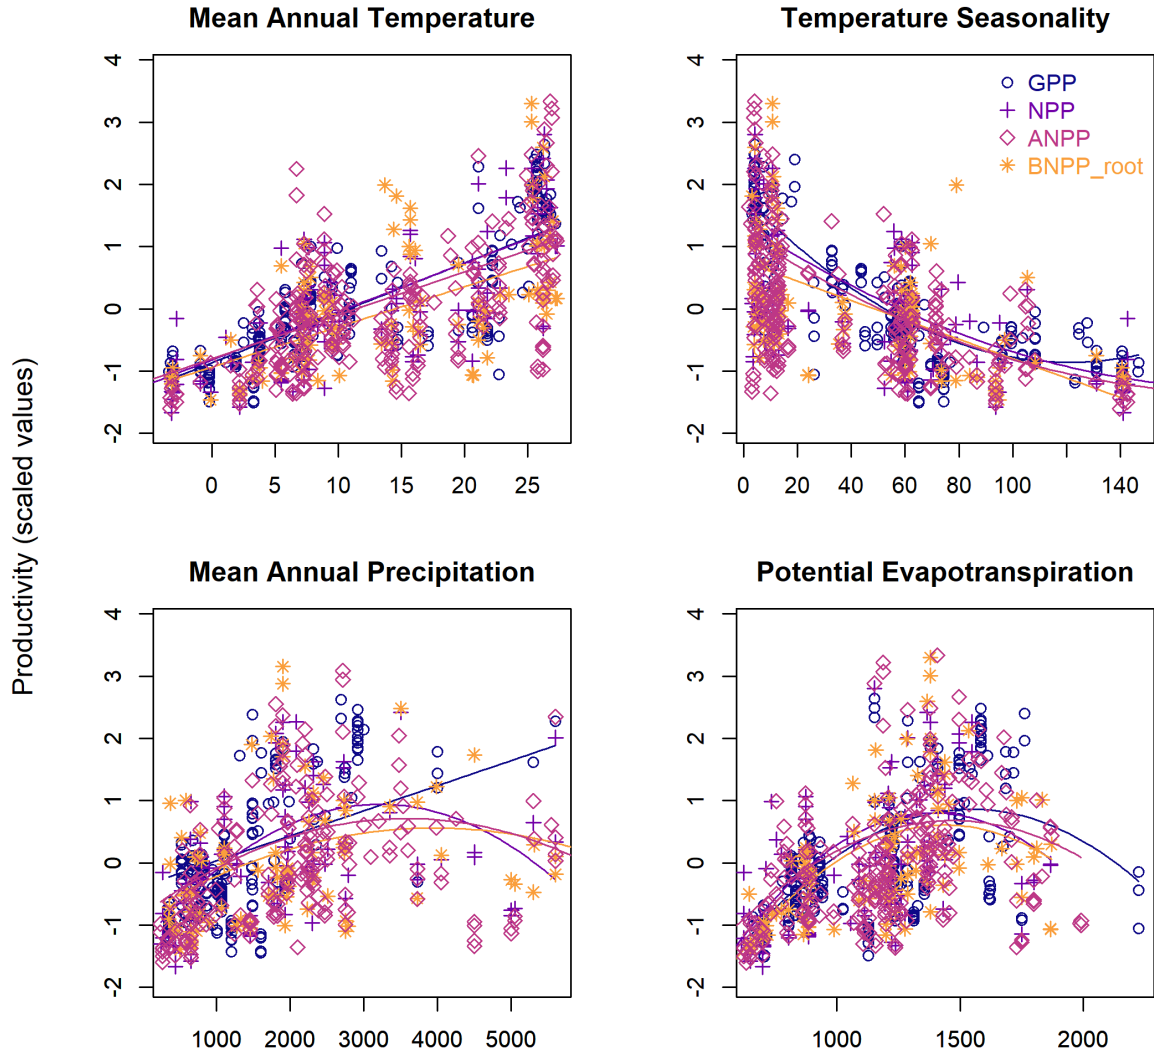 Mean Annual Temperature
4
3
2
1
0
-1
-2
0 5 10 15 20 25
Temperature Seasonality
GPP
NPP
ANPP
BNPP_root
4
3
2
1
0
-1
-2
0 20 40 60 80 100 140
Productivity (scaled values)
Mean Annual Precipitation
4
3
2
1
0
-1
-2
1000 2000 3000 4000 5000
Potential Evapotranspiration
4
3
2
1
0
-1
-2
1000 1500 2000